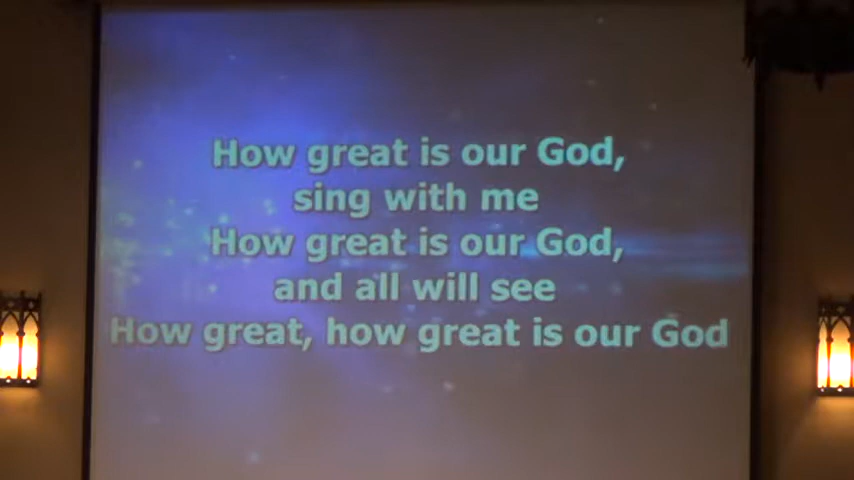 How great is our God,
sing with me
How great is our God,
and all will see
How great, how great is our God